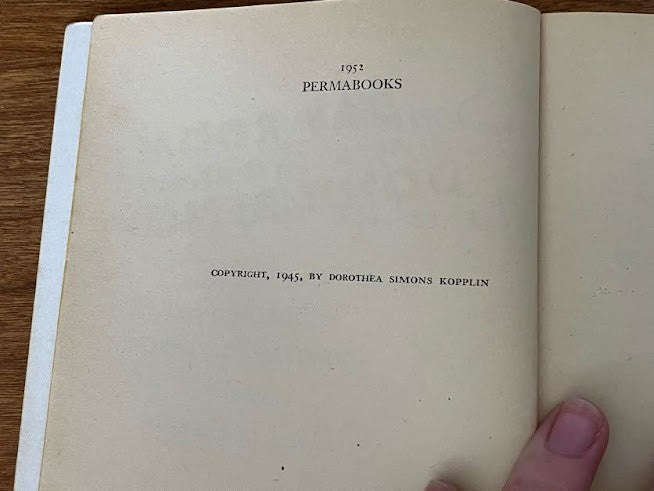 1952
PERMABOOKS
COPYRIGHT, 1945, BY DOROTHEA SIMONS KOPPLIN